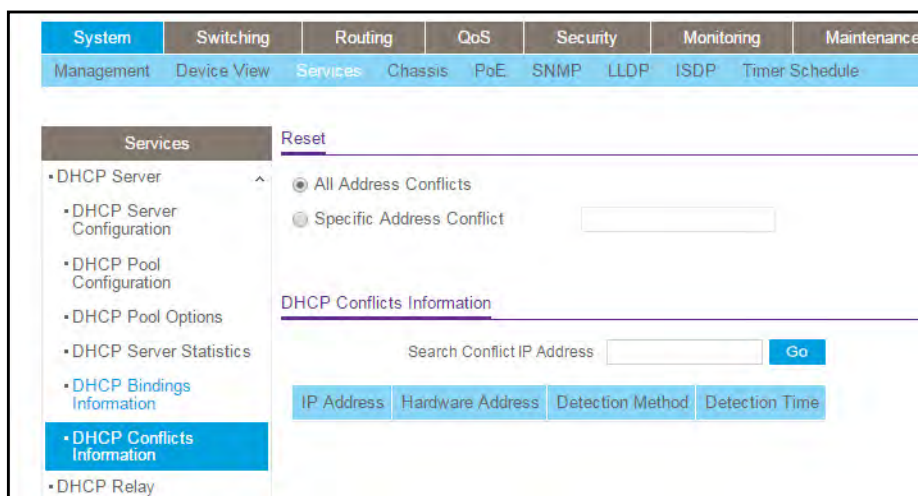 System Switching Routing QoS Security Monitoring Maintenance
Management Device View Services Chassis PoE SNMP LLDP ISDP Timer Schedule
Services
DHCP Server
DHCP Server
Configuration
DHCP Pool
Configuration
DHCP Pool Options
DHCP Server Statistics
DHCP Bindings
Information
DHCP Conflicts
Information
DHCP Relay
Reset
All Address Conflicts
Specific Address Conflict
DHCP Conflicts Information
Search Conflict IP Address Go
IP Address Hardware Address Detection Method Detection Time